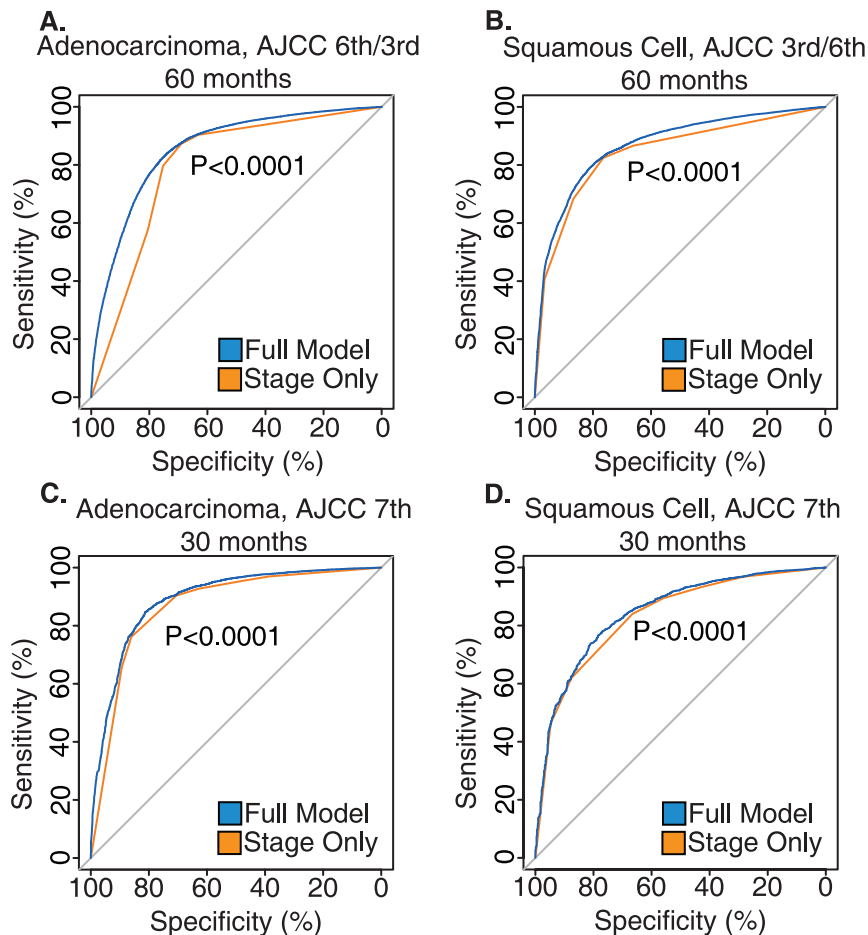 A.
Adenocarcinoma, AJCC 6th/3rd
60 months
Sensitivity (%)
100
80
60
40
20
0
P<0.0001
Full Model
Stage Only
100 80 60 40 20 0
Specificity (%)
B.
Squamous Cell, AJCC 3rd/6th
60 months
Sensitivity (%)
100
80
60
40
20
0
P<0.0001
Full Model
Stage Only
100 80 60 40 20 0
Specificity (%)
C.
Adenocarcinoma, AJCC 7th
30 months
Sensitivity (%)
100
80
60
40
20
0
P<0.0001
Full Model
Stage Only
100 80 60 40 20 0
Specificity (%)
D.
Squamous Cell, AJCC 7th
30 months
Sensitivity (%)
100
80
60
40
20
0
P<0.0001
Full Model
Stage Only
100 80 60 40 20 0
Specificity (%)